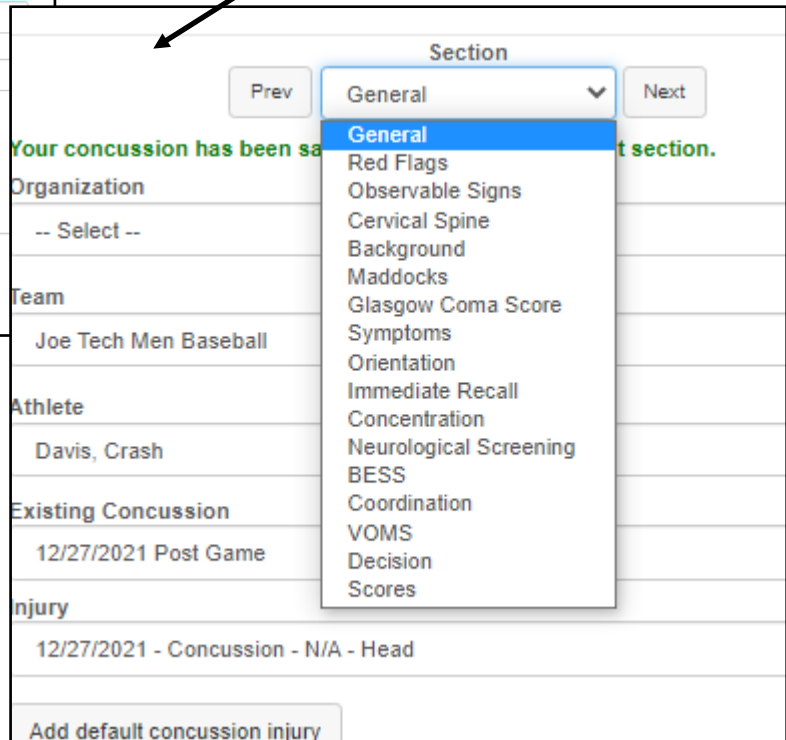 Section
Prev
General
Next
Your concussion has been sa t section.
General
Red Flags
Observable Signs
Cervical Spine
Background
Maddocks
Glasgow Coma Score
Symptoms
Orientation
Immediate Recall
Concentration
Neurological Screening
BESS
Coordination
VOMS
Decision
Scores
Organization
-- Select --
Team
Joe Tech Men Baseball
Athlete
Davis, Crash
Existing Concussion
12/27/2021 Post Game
Injury
12/27/2021 - Concussion - N/A - Head
Add default concussion injury